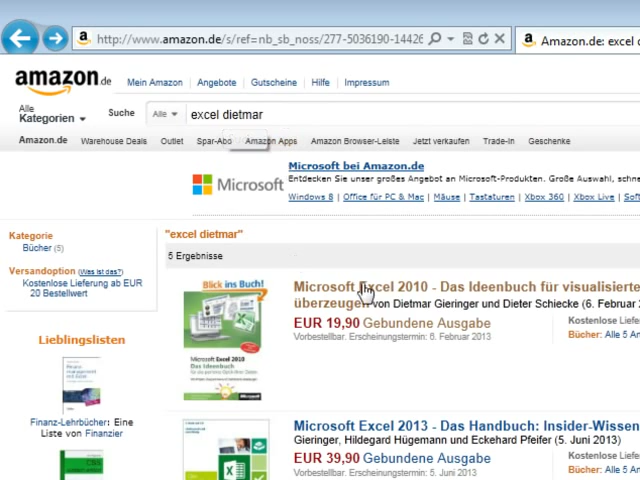 http://www.amazon.de/s/ref=nb_sb_noss/277-5036190-14426
Amazon.de: excel
amazon.de
Mein Amazon | Angebote | Gutscheine | Hilfe | Impressum
Alle Kategorien
Suche
Alle
excel dietmar
Amazon.de Warehouse Deals Outlet Spar-Abo Amazon Apps Amazon Browser-Leiste Jetzt verkaufen Trade-In Geschenke
Microsoft
Microsoft bei Amazon.de
Entdecken Sie unser großes Angebot an Microsoft-Produkten. Große Auswahl,
Windows 8 | Office für PC & Mac | Mäuse | Tastaturen | Xbox 360 | Xbox Live |
Kategorie
Bücher (5)
Versandoption (Was ist das?)
Kostenlose Lieferung ab EUR
20 Bestellwert
Lieblingslisten
Finanz-Lehrbücher: Eine
Liste von Finanzier
"excel dietmar"
5 Ergebnisse
Blick ins Buch!
Microsoft Excel 2010
Das Ideenbuch
Microsoft Excel 2010 - Das Ideenbuch für visualisierte
überzeugen von Dietmar Gieringer und Dieter Schiecke (6. Februar
EUR 19,90 Gebundene Ausgabe
Vorbestellbar. Erscheinungstermin: 6. Februar 2013
Kostenlose Liefe
Bücher: Alle 5 An
Microsoft Excel 2013 - Das Handbuch: Insider-Wissen
Gieringer, Hildegard Hügemann und Eckehard Pfeifer (5. Juni 2013)
EUR 39,90 Gebundene Ausgabe
Vorbestellbar. Erscheinungstermin: 5. Juni 2013
Kostenlose Liefe
Bücher: Alle 5 An